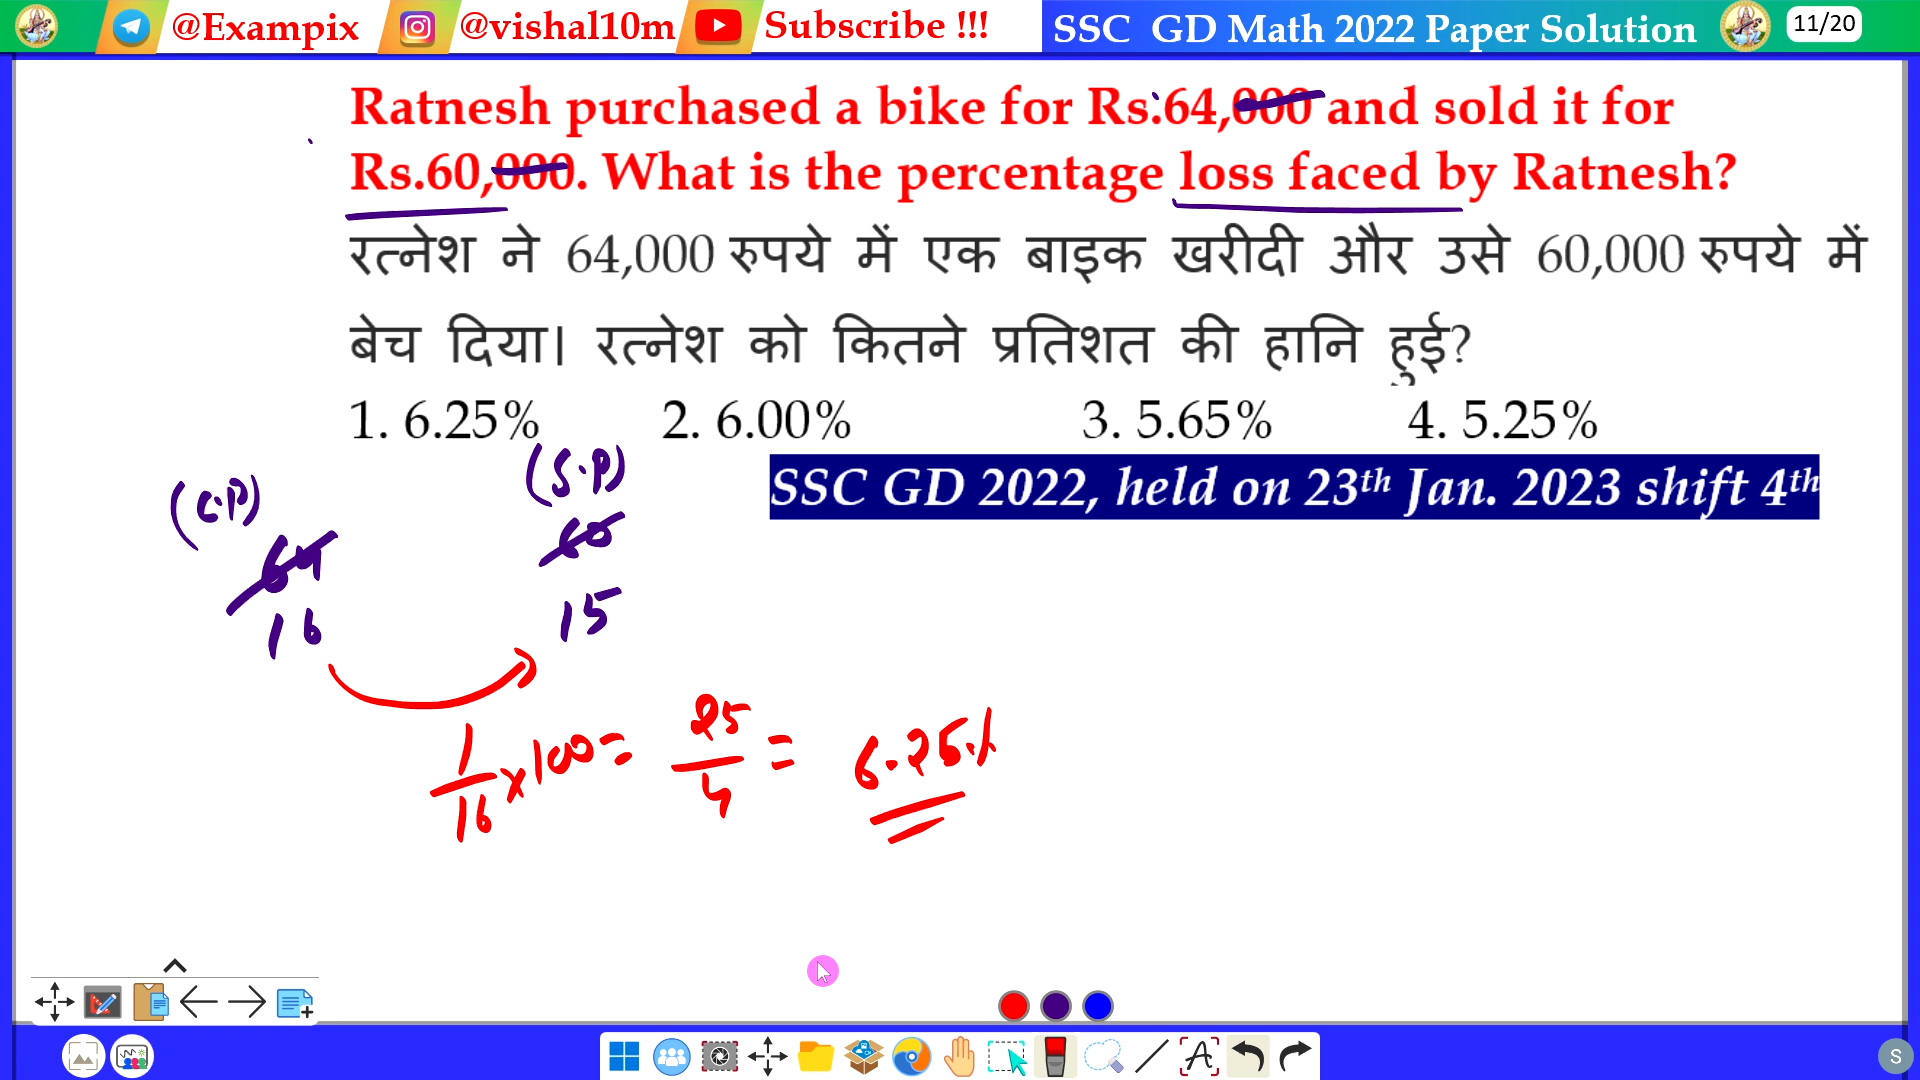 @Exampix @vishal10m Subscribe !!! SSC GD Math 2022 Paper Solution 11/20
Ratnesh purchased a bike for Rs.64,000 and sold it for
Rs.60,000. What is the percentage loss faced by Ratnesh?
रत्नेश ने 64,000 रुपये में एक बाइक खरीदी और उसे 60,000 रुपये में
बेच दिया। रत्नेश को कितने प्रतिशत की हानि हुई?
1. 6.25% 2. 6.00% 3. 5.65% 4. 5.25%
SSC GD 2022, held on 23th Jan. 2023 shift 4th
(C.P) (S.P)
64 60
16 15
1/16 × 100 = 25/4 = 6.25%
S